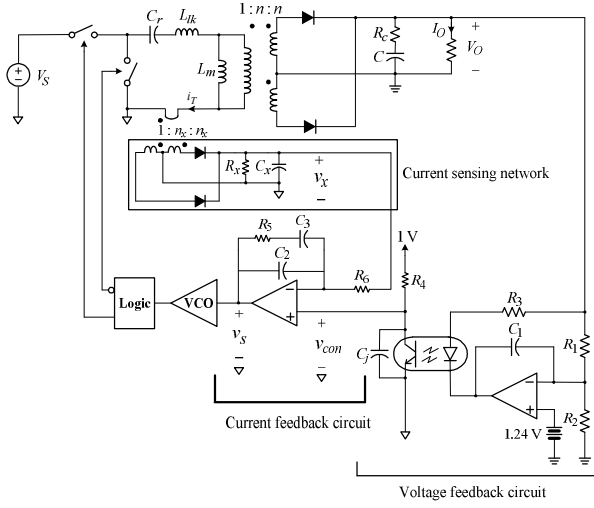 1: n: n
C_r
L_lk
I_O
R_c
C
V_O
+
−
V_S
L_m
i_T
1: n_x: n_x
R_x
C_x
+
v_x
−
Current sensing network
R_5
C_3
C_2
1 V
R_6
R_4
Logic
VCO
−
+
+
v_s
−
+
v_con
−
C_j
R_3
C_1
R_1
−
+
R_2
1.24 V
Current feedback circuit
Voltage feedback circuit